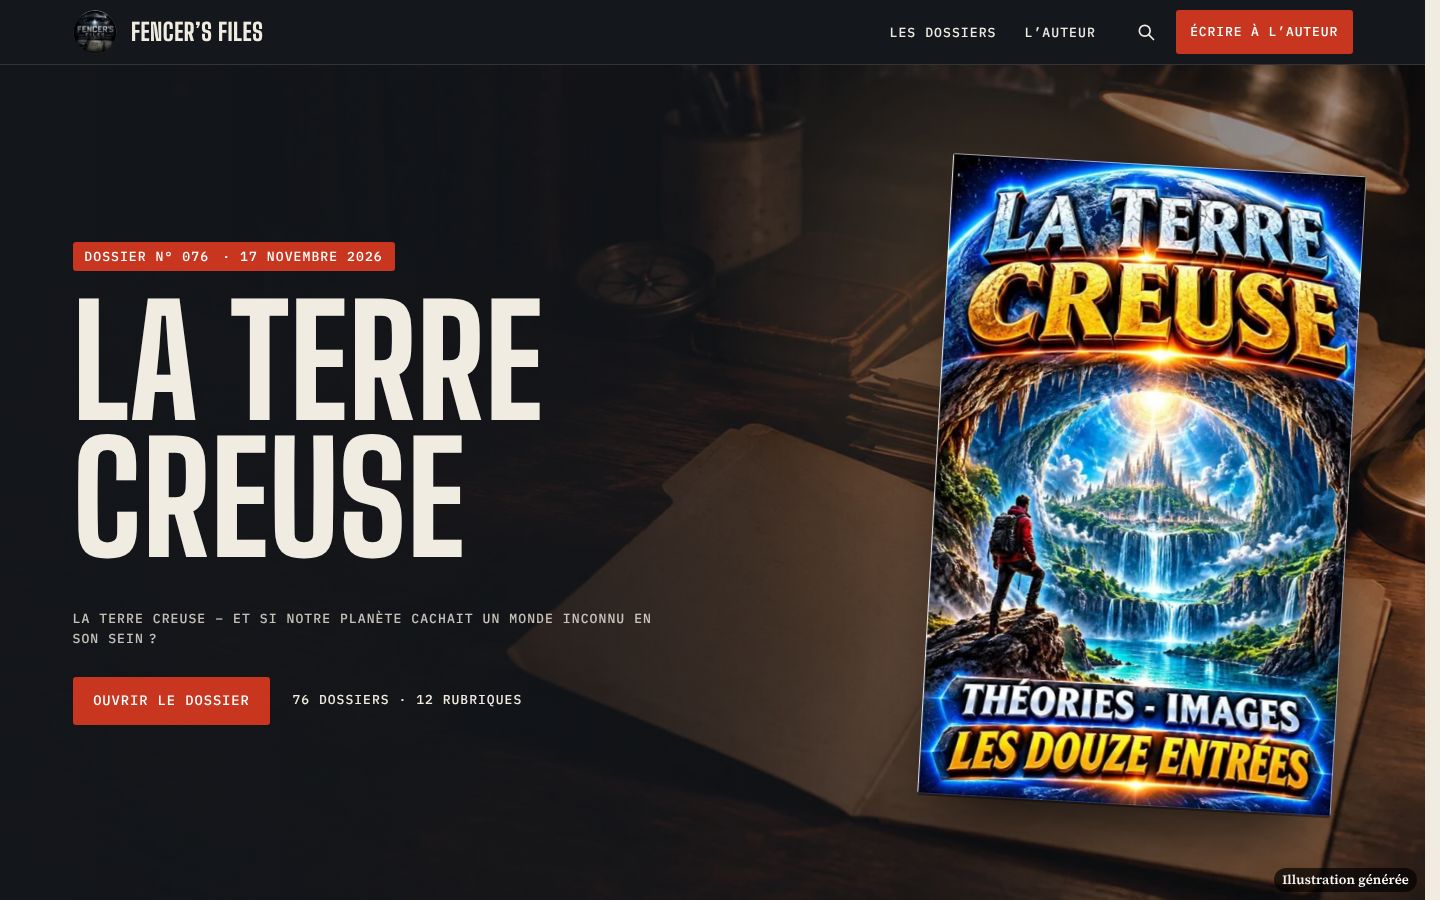 FENCER'S FILES
FENCER’S FILES
LES DOSSIERS
L’AUTEUR
ÉCRIRE À L’AUTEUR
DOSSIER N° 076 · 17 NOVEMBRE 2026
LA TERRE
CREUSE
LA TERRE CREUSE – ET SI NOTRE PLANÈTE CACHAIT UN MONDE INCONNU EN
SON SEIN ?
OUVRIR LE DOSSIER
76 DOSSIERS · 12 RUBRIQUES
LA TERRE
CREUSE
THÉORIES - IMAGES
LES DOUZE ENTRÉES
Illustration générée